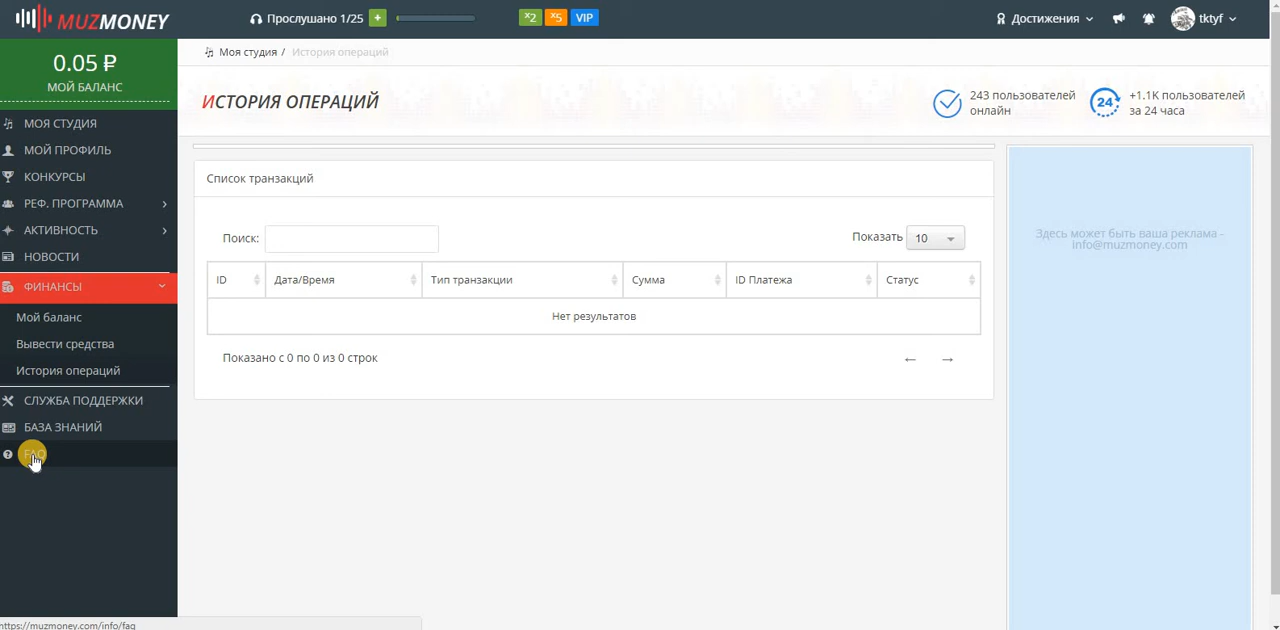 MUZMONEY
Прослушано 1/25 +
x2 x5 VIP
Достижения
tktyf
0.05 ₽
МОЙ БАЛАНС
МОЯ СТУДИЯ
МОЙ ПРОФИЛЬ
КОНКУРСЫ
РЕФ. ПРОГРАММА
АКТИВНОСТЬ
НОВОСТИ
ФИНАНСЫ
Мой баланс
Вывести средства
История операций
СЛУЖБА ПОДДЕРЖКИ
БАЗА ЗНАНИЙ
FAQ
https://muzmoney.com/info/faq
Моя студия / История операций
ИСТОРИЯ ОПЕРАЦИЙ
243 пользователей
онлайн
24
+1.1K пользователей
за 24 часа
Список транзакций
Поиск:
Показать 10
ID Дата/Время Тип транзакции Сумма ID Платежа Статус
Нет результатов
Показано с 0 по 0 из 0 строк
← →
Здесь может быть ваша реклама -
info@muzmoney.com